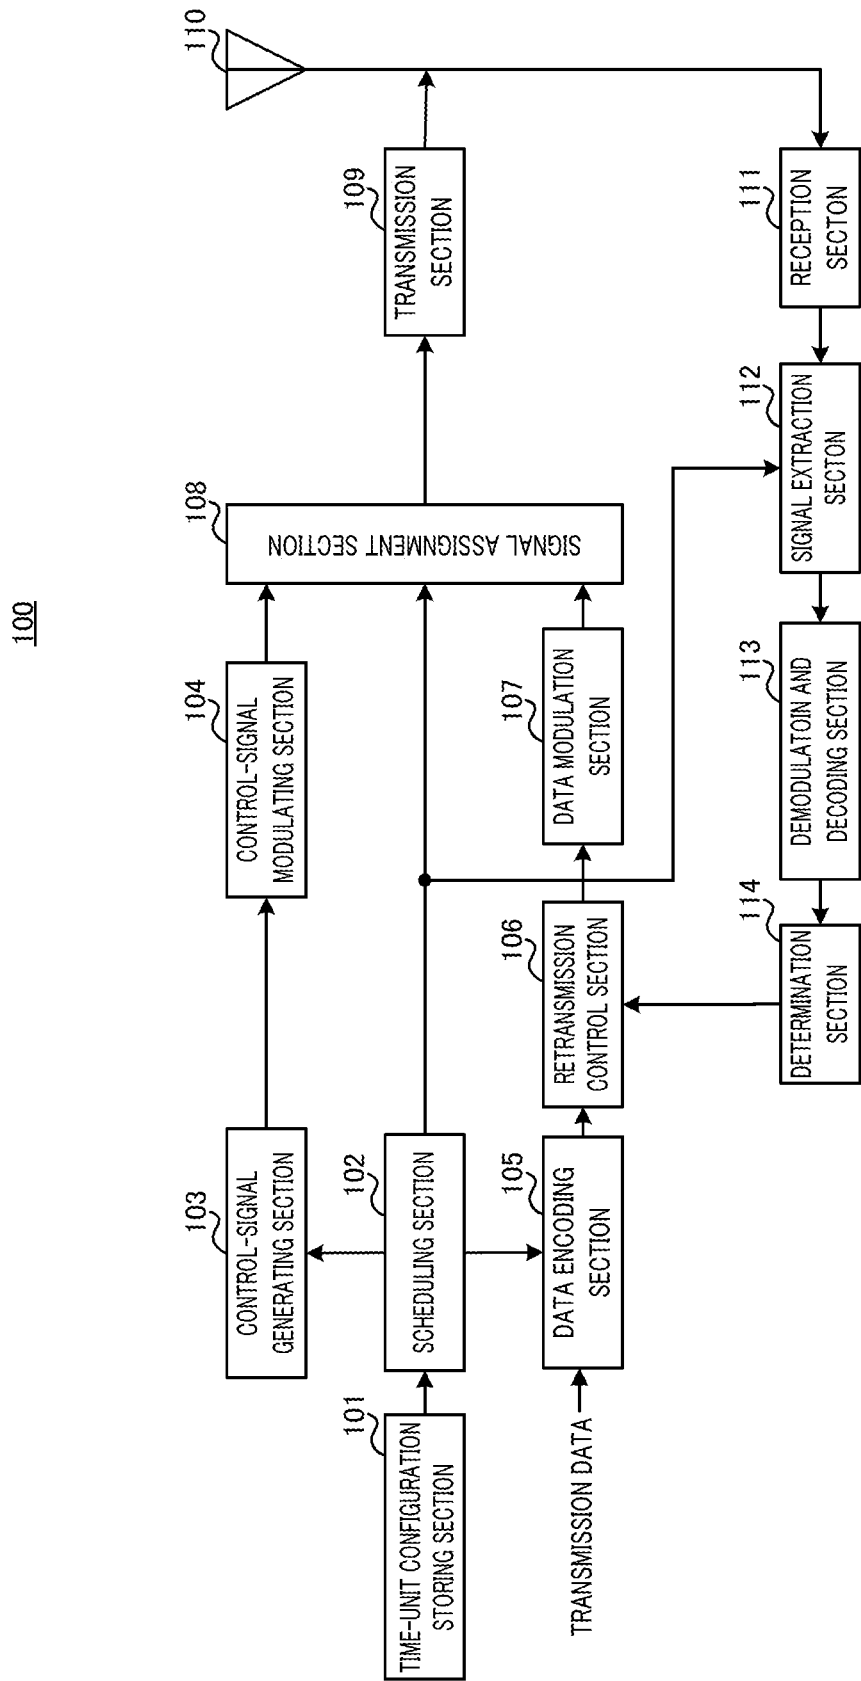 100
110
TRANSMISSION
SECTION
109
RECEPTION
SECTON
111
SIGNAL ASSIGNMENT SECTION
108
SIGNAL EXTRACTION
SECTON
112
CONTROL-SIGNAL
MODULATING SECTION
104
DATA MODULATION
SECTION
107
DEMODULATOIN AND
DECODING SECTION
113
RETRANSMISSION
CONTROL SECTION
106
DETERMINATION
SECTION
114
CONTROL-SIGNAL
GENERATING SECTION
103
SCHEDULING SECTION
102
DATA ENCODING
SECTION
105
TIME-UNIT CONFIGURATION
STORING SECTION
101
TRANSMISSION DATA